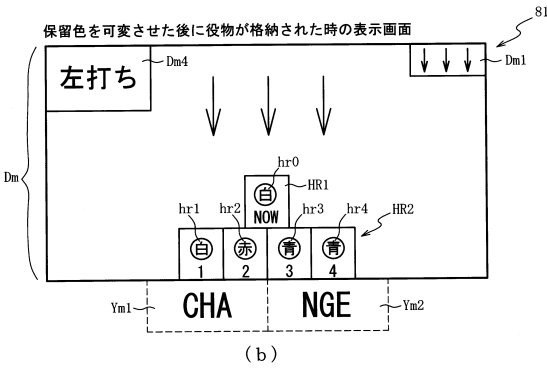 保留色を可変させた後に役物が格納された時の表示画面
81
左打ち
Dm4
Dm1
Dm
hr0
白
HR1
NOW
hr1
hr2
hr3
hr4
HR2
白
赤
青
青
1
2
3
4
Ym1
CHA
NGE
Ym2
(b)